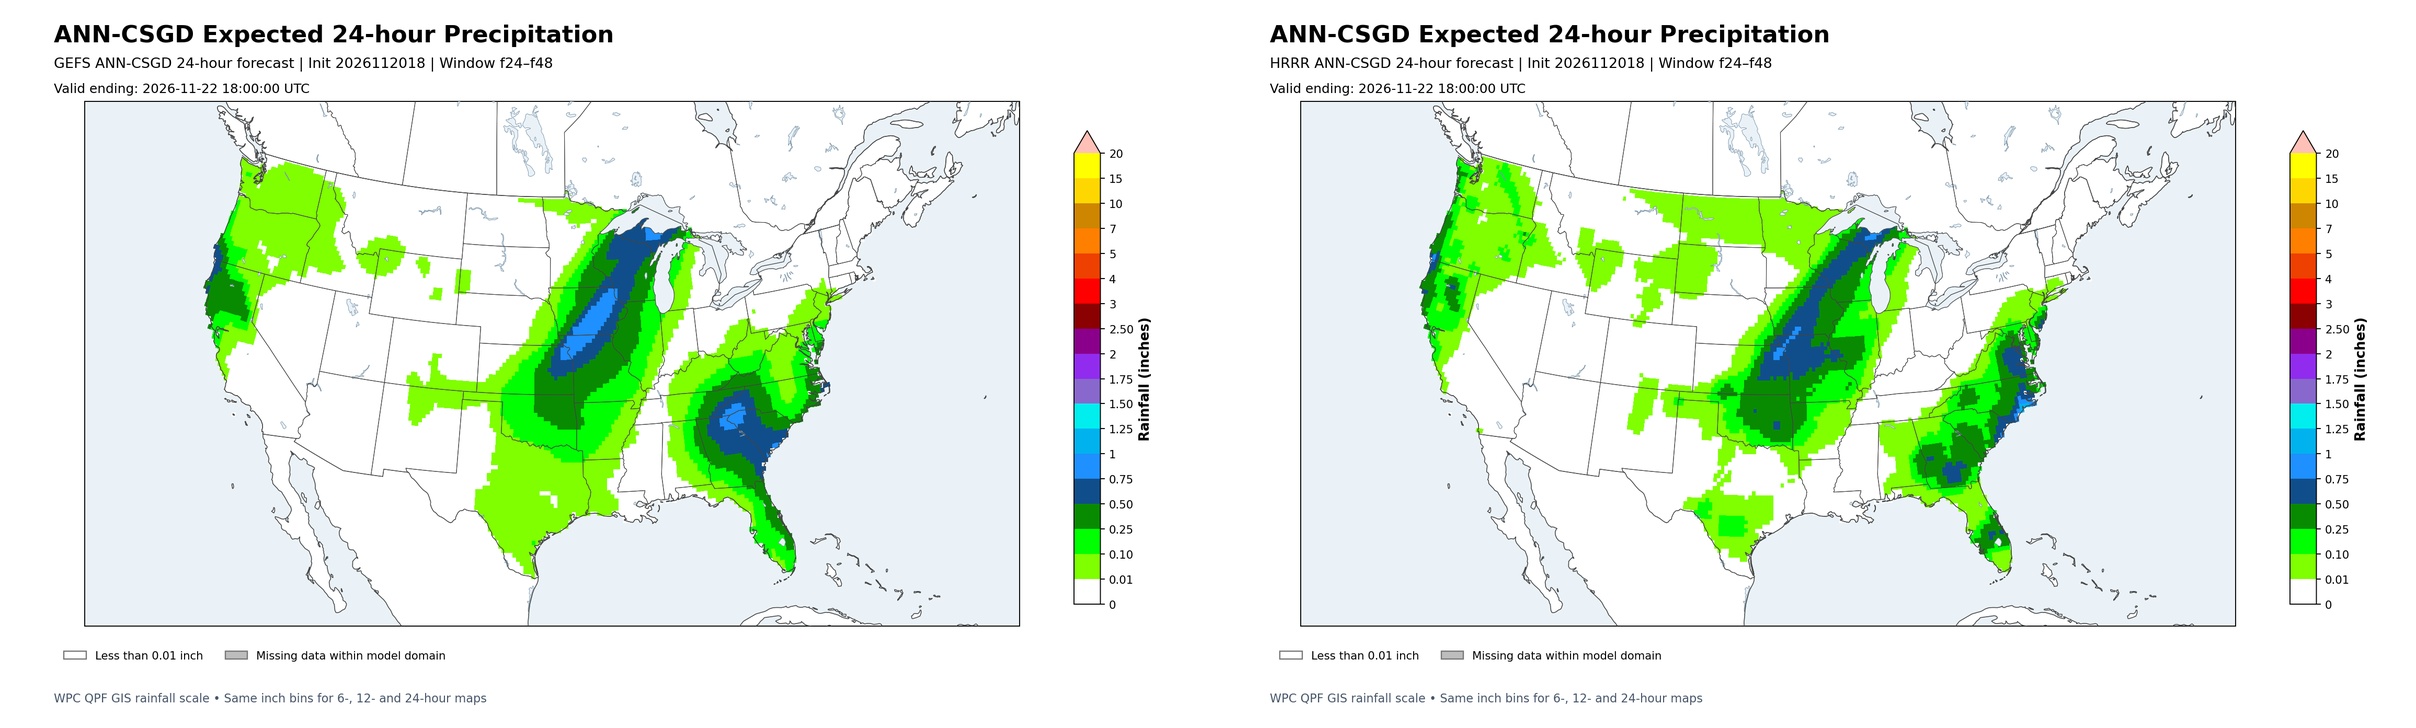 ANN-CSGD Expected 24-hour Precipitation
GEFS ANN-CSGD 24-hour forecast | Init 2026112018 | Window f24–f48
Valid ending: 2026-11-22 18:00:00 UTC
20
15
10
7
5
4
3
2.50
2
1.75
1.50
1.25
1
0.75
0.50
0.25
0.10
0.01
0
Rainfall (inches)
Less than 0.01 inch
Missing data within model domain
WPC QPF GIS rainfall scale • Same inch bins for 6-, 12- and 24-hour maps
ANN-CSGD Expected 24-hour Precipitation
HRRR ANN-CSGD 24-hour forecast | Init 2026112018 | Window f24–f48
Valid ending: 2026-11-22 18:00:00 UTC
20
15
10
7
5
4
3
2.50
2
1.75
1.50
1.25
1
0.75
0.50
0.25
0.10
0.01
0
Rainfall (inches)
Less than 0.01 inch
Missing data within model domain
WPC QPF GIS rainfall scale • Same inch bins for 6-, 12- and 24-hour maps